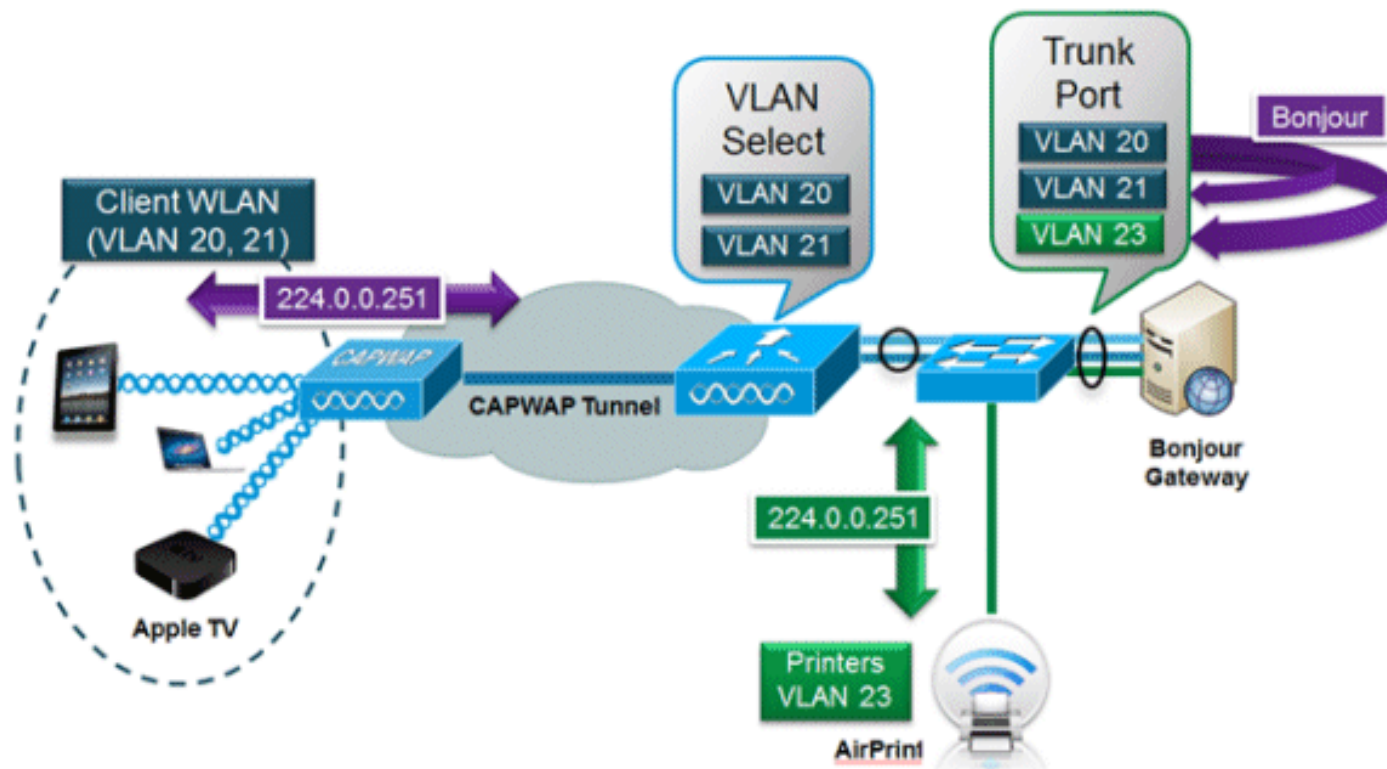 Trunk
Port
VLAN 20
VLAN 21
VLAN 23
Bonjour
VLAN
Select
VLAN 20
VLAN 21
Client WLAN
(VLAN 20, 21)
224.0.0.251
CAPWAP
CAPWAP Tunnel
Bonjour
Gateway
224.0.0.251
Apple TV
Printers
VLAN 23
AirPrint